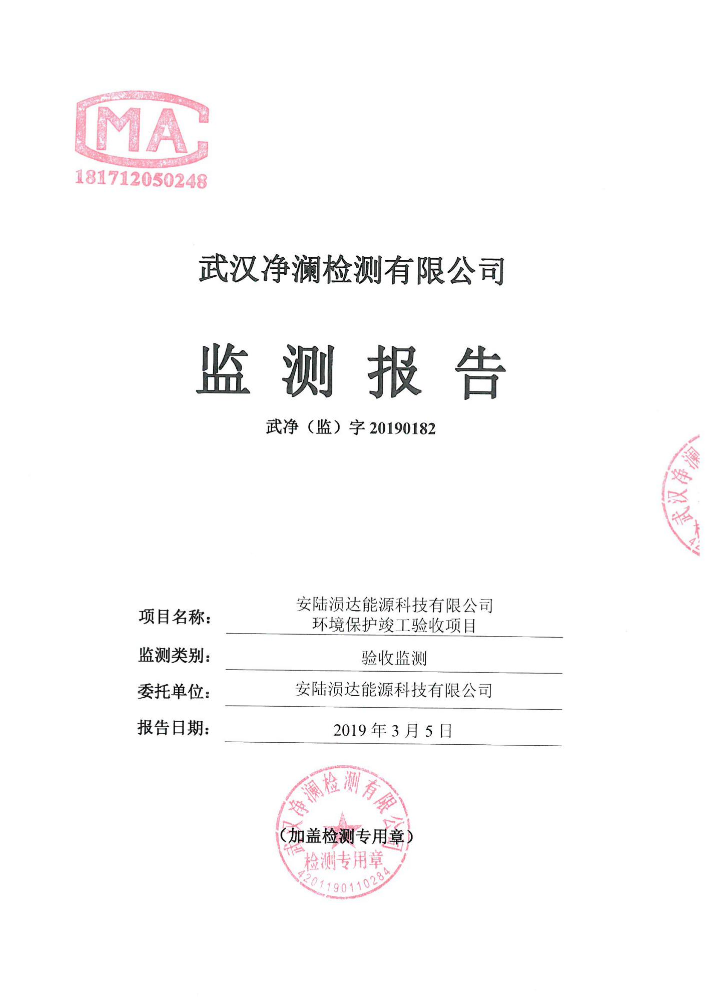 CMA
181712050248
武汉净澜检测有限公司
监测报告
武净（监）字 20190182
武汉净澜
项目名称：
安陆涢达能源科技有限公司
环境保护竣工验收项目
监测类别：
验收监测
委托单位：
安陆涢达能源科技有限公司
报告日期：
2019 年 3 月 5 日
武汉净澜检测有限公司
（加盖检测专用章）
检测专用章
4201190110284